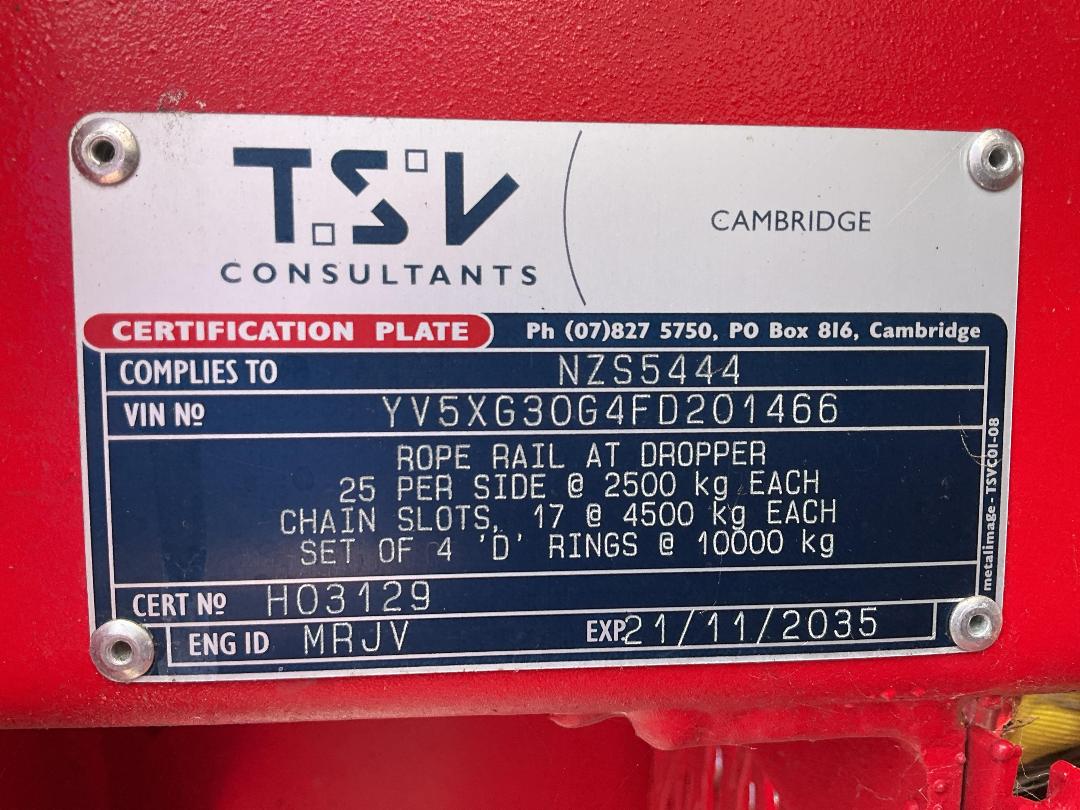 TSV
CONSULTANTS
CAMBRIDGE
CERTIFICATION PLATE Ph (07)827 5750, PO Box 816, Cambridge
COMPLIES TO NZS5444
VIN Nº YV5XG30G4FD201466
ROPE RAIL AT DROPPER
25 PER SIDE @ 2500 kg EACH
CHAIN SLOTS, 17 @ 4500 kg EACH
SET OF 4 'D' RINGS @ 10000 kg
CERT Nº H03129
ENG ID MRJV EXP. 21/11/2035
metalimage - TSVC01-08